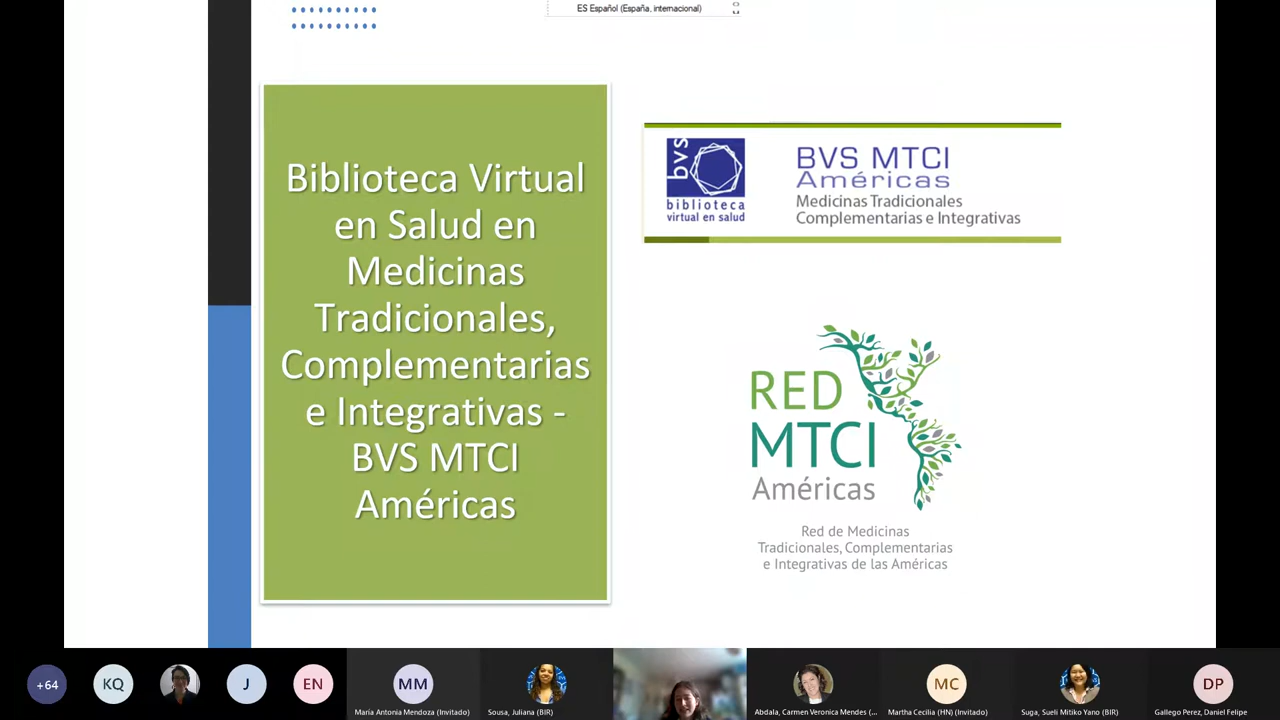 ES Español (España, internacional)
Biblioteca Virtual
en Salud en
Medicinas
Tradicionales,
Complementarias
e Integrativas -
BVS MTCI
Américas
bvs
biblioteca
virtual en salud
BVS MTCI
Américas
Medicinas Tradicionales
Complementarias e Integrativas
RED
MTCI
Américas
Red de Medicinas
Tradicionales, Complementarias
e Integrativas de las Américas
+64
KQ
J
EN
MM
María Antonia Mendoza (Invitado)
Sousa, Juliana (BIR)
Abdala, Carmen Veronica Mendes (...
MC
Martha Cecilia (HN) (Invitado)
Suga, Sueli Mitiko Yano (BIR)
DP
Gallego Perez, Daniel Felipe